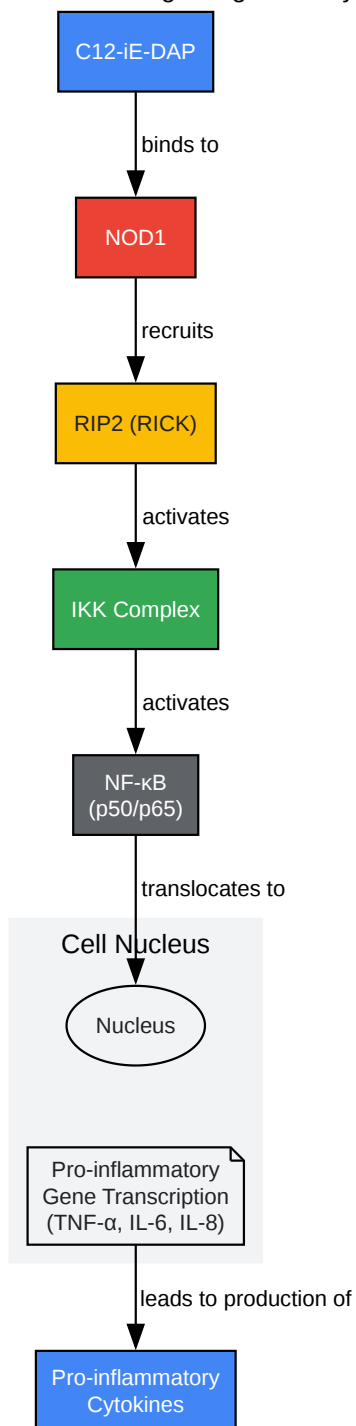 C12-iE-DAP
binds to
NOD1
recruits
RIP2 (RICK)
activates
IKK Complex
activates
NF-κB
(p50/p65)
translocates to
Cell Nucleus
Nucleus
Pro-inflammatory
Gene Transcription
(TNF-α, IL-6, IL-8)
leads to production of
Pro-inflammatory
Cytokines